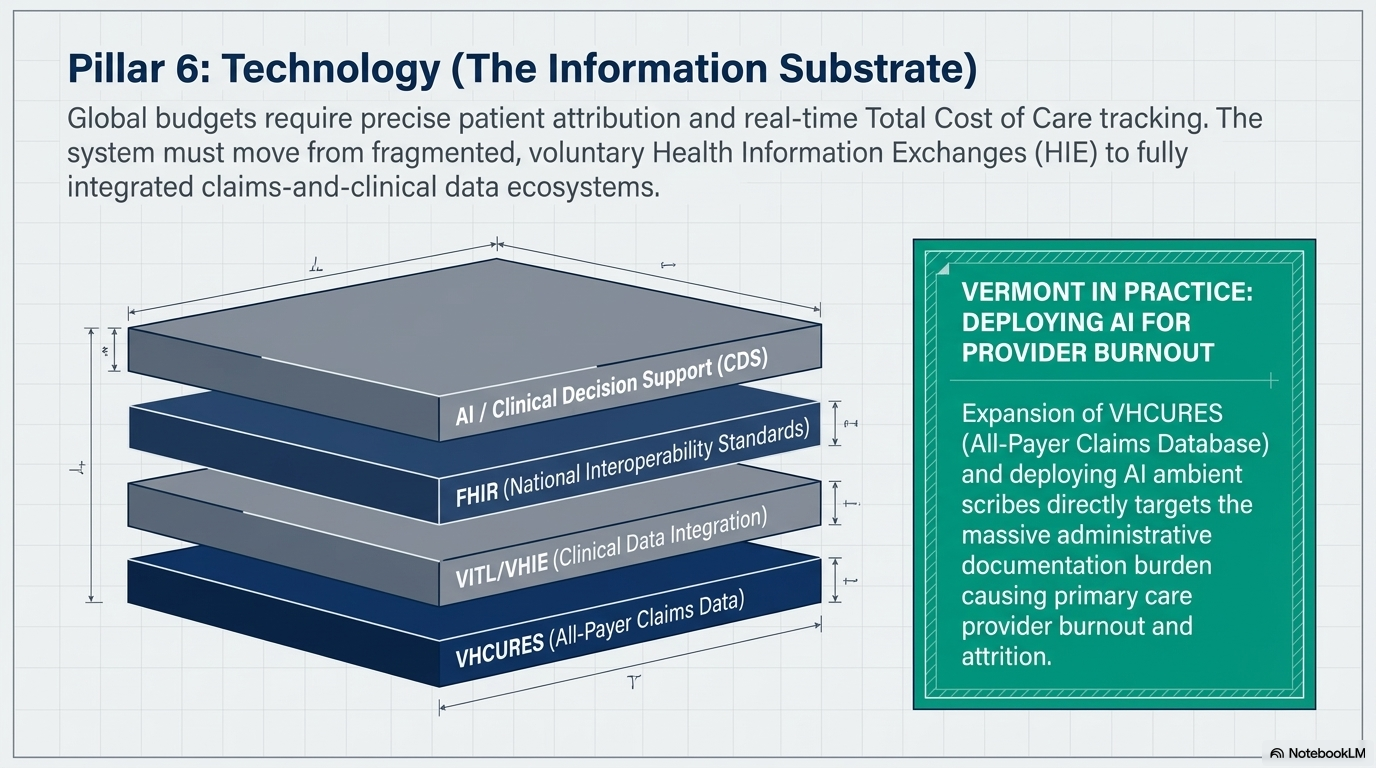 Pillar 6: Technology (The Information Substrate)
Global budgets require precise patient attribution and real-time Total Cost of Care tracking. The
system must move from fragmented, voluntary Health Information Exchanges (HIE) to fully
integrated claims-and-clinical data ecosystems.
AI / Clinical Decision Support (CDS)
FHIR (National Interoperability Standards)
VITL/VHIE (Clinical Data Integration)
VHCURES (All-Payer Claims Data)
VERMONT IN PRACTICE:
DEPLOYING AI FOR
PROVIDER BURNOUT
Expansion of VHCURES
(All-Payer Claims Database)
and deploying AI ambient
scribes directly targets the
massive administrative
documentation burden
causing primary care
provider burnout and
attrition.
NotebookLM